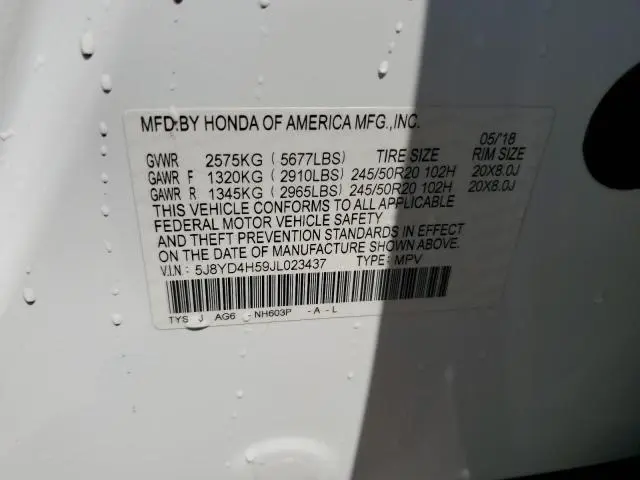 MFD.BY HONDA OF AMERICA MFG.,INC.
05/'18
GVWR 2575KG ( 5677LBS) TIRE SIZE RIM SIZE
GAWR F 1320KG ( 2910LBS) 245/50R20 102H 20X8.0J
GAWR R 1345KG ( 2965LBS) 245/50R20 102H 20X8.0J
THIS VEHICLE CONFORMS TO ALL APPLICABLE
FEDERAL MOTOR VEHICLE SAFETY
AND THEFT PREVENTION STANDARDS IN EFFECT
ON THE DATE OF MANUFACTURE SHOWN ABOVE.
V.I.N.: 5J8YD4H59JL023437 TYPE: MPV
TYS J AG6 - NH603P - A - L